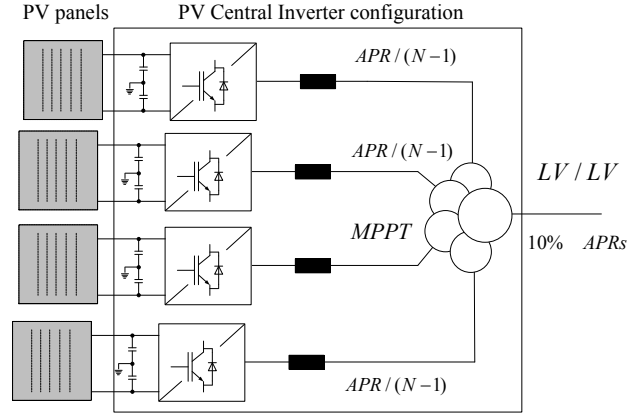 PV panels
PV Central Inverter configuration
APR / (N−1)
APR / (N−1)
LV / LV
MPPT
10% APRs
APR / (N−1)